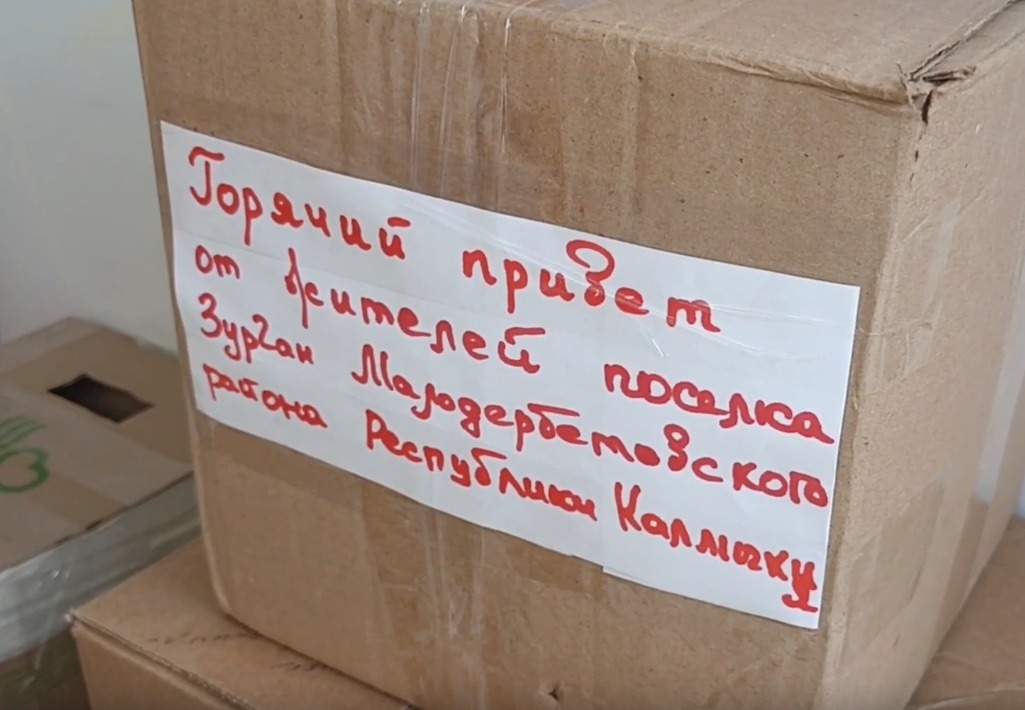 Горячий привет
от жителей поселка
Зурган Малодербетовского
района Республики Калмыкия